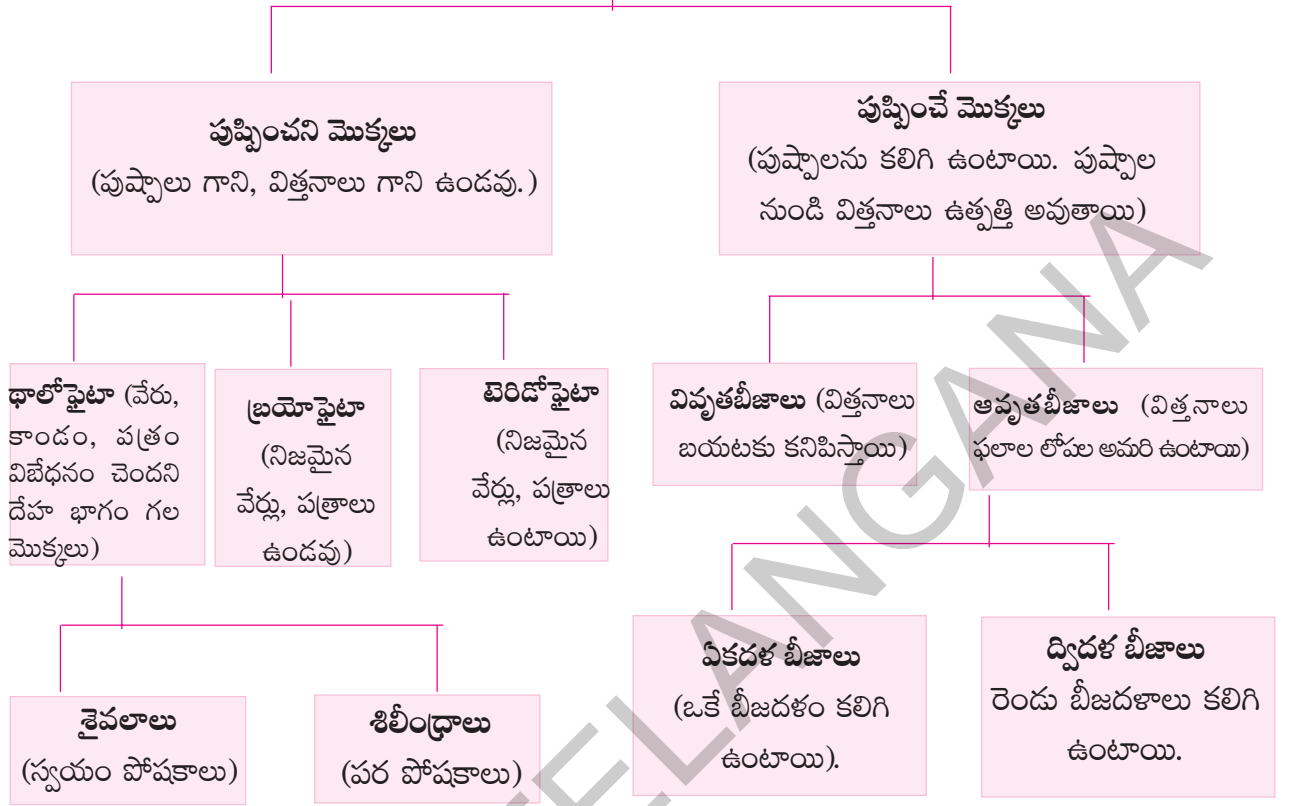 పుష్పించని మొక్కలు
(పుష్పాలు గాని, విత్తనాలు గాని ఉండవు.)
పుష్పించే మొక్కలు
(పుష్పాలను కలిగి ఉంటాయి. పుష్పాల
నుండి విత్తనాలు ఉత్పత్తి అవుతాయి)
థాలోఫైటా (వేరు,
కాండం, పత్రం
విబేధనం చెందని
దేహ భాగం గల
మొక్కలు)
బ్రయోఫైటా
(నిజమైన
వేర్లు, పత్రాలు
ఉండవు)
టెరిడోఫైటా
(నిజమైన
వేర్లు, పత్రాలు
ఉంటాయి)
వివృతబీజాలు (విత్తనాలు
బయటకు కనిపిస్తాయి)
ఆవృతబీజాలు (విత్తనాలు
ఫలాల లోపల అమరి ఉంటాయి)
శైవలాలు
(స్వయం పోషకాలు)
శిలీంధ్రాలు
(పర పోషకాలు)
ఏకదళ బీజాలు
(ఒకే బీజదళం కలిగి
ఉంటాయి).
ద్విదళ బీజాలు
రెండు బీజదళాలు కలిగి
ఉంటాయి.
TELANGANA